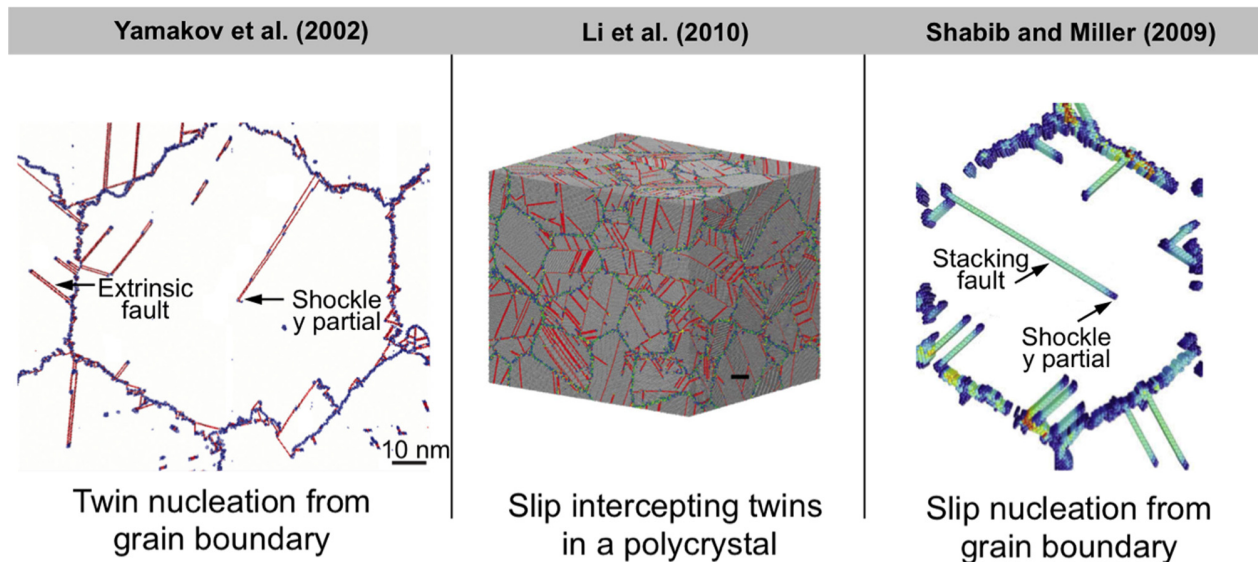 Yamakov et al. (2002)
Li et al. (2010)
Shabib and Miller (2009)
Extrinsic
fault
Shockle
y partial
10 nm
Stacking
fault
Shockle
y partial
Twin nucleation from
grain boundary
Slip intercepting twins
in a polycrystal
Slip nucleation from
grain boundary